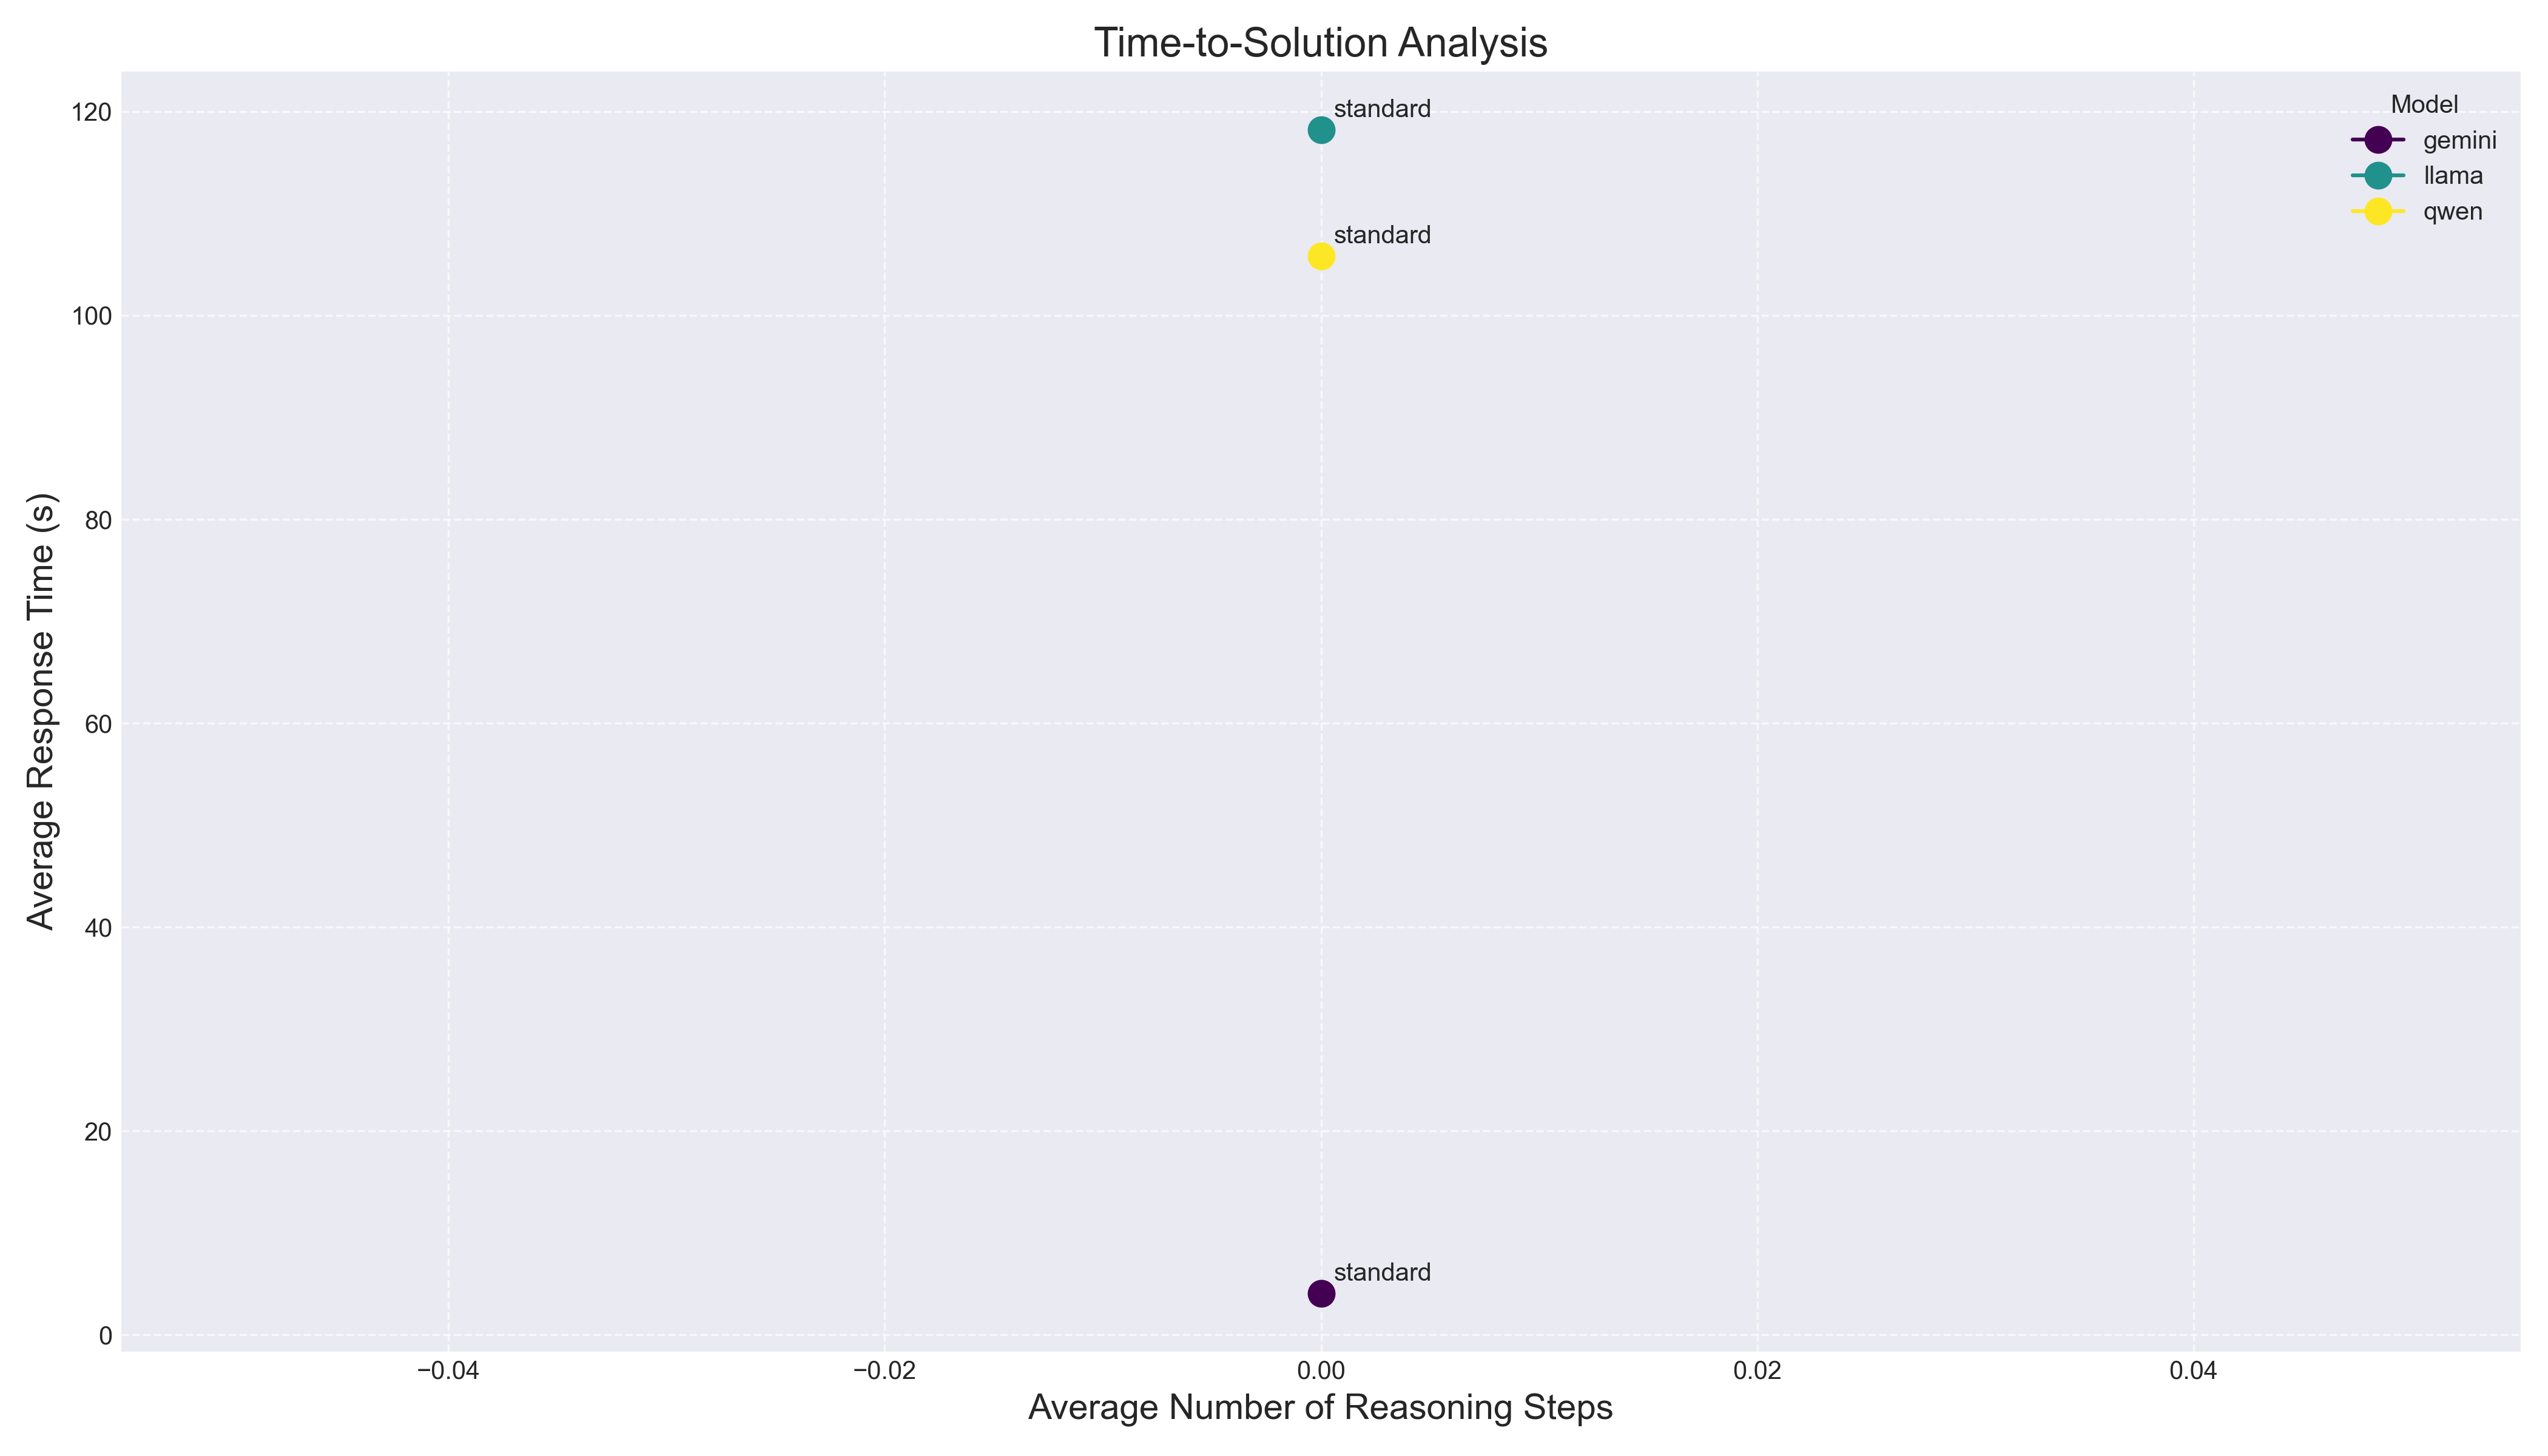 Time-to-Solution Analysis
Average Response Time (s)
120
100
80
60
40
20
0
standard
standard
standard
Model
gemini
llama
qwen
−0.04
−0.02
0.00
0.02
0.04
Average Number of Reasoning Steps